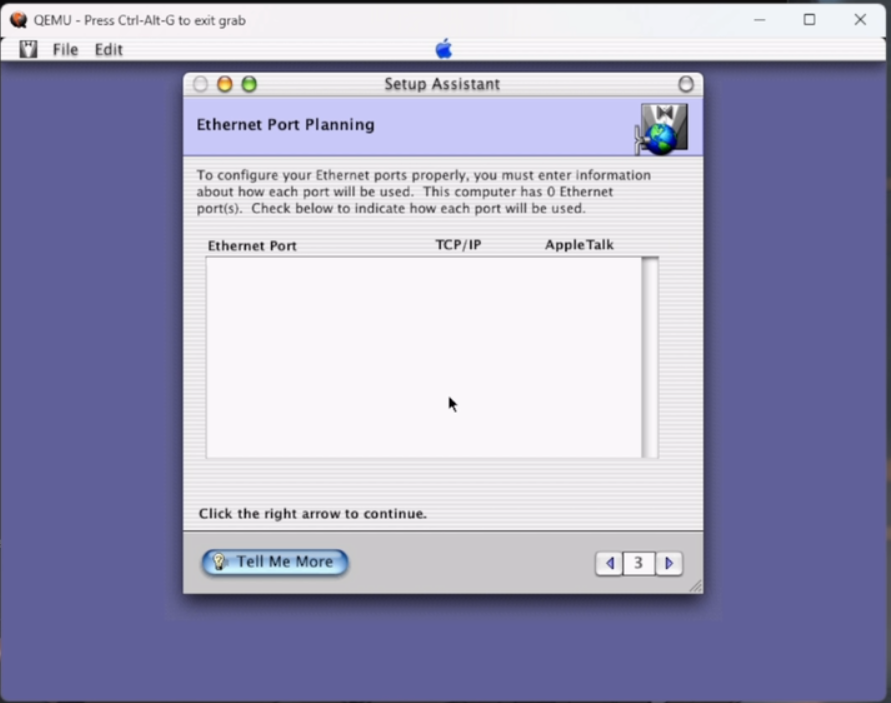 QEMU - Press Ctrl-Alt-G to exit grab
File Edit
Setup Assistant
Ethernet Port Planning
To configure your Ethernet ports properly, you must enter information
about how each port will be used. This computer has 0 Ethernet
port(s). Check below to indicate how each port will be used.
Ethernet Port TCP/IP AppleTalk
Click the right arrow to continue.
Tell Me More 3